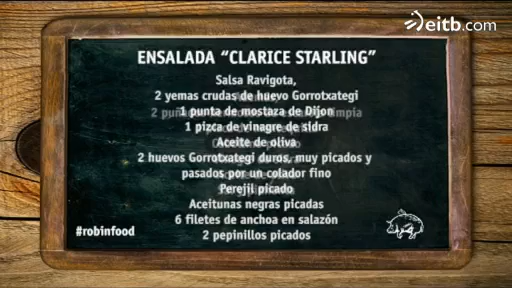 eitb.com
ENSALADA “CLARICE STARLING”
Salsa Ravigota,
2 yemas crudas de huevo Gorrotxategi
1 punta de mostaza de Dijon
1 pizca de vinagre de sidra
Aceite de oliva
2 huevos Gorrotxategi duros, muy picados y
pasados por un colador fino
Perejil picado
Aceitunas negras picadas
6 filetes de anchoa en salazón
2 pepinillos picados
#robinfood